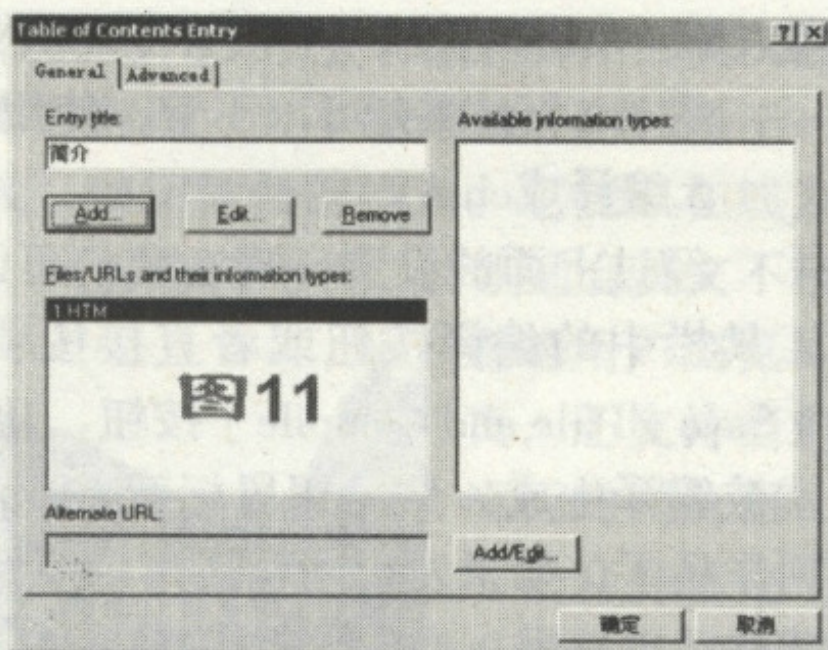 Table of Contents Entry
General Advanced
Entry title:
简介
Add... Edit... Remove
Files/URLs and their information types:
1.HTM
图11
Alternate URL:
Available information types:
Add/Edit...
确定 取消